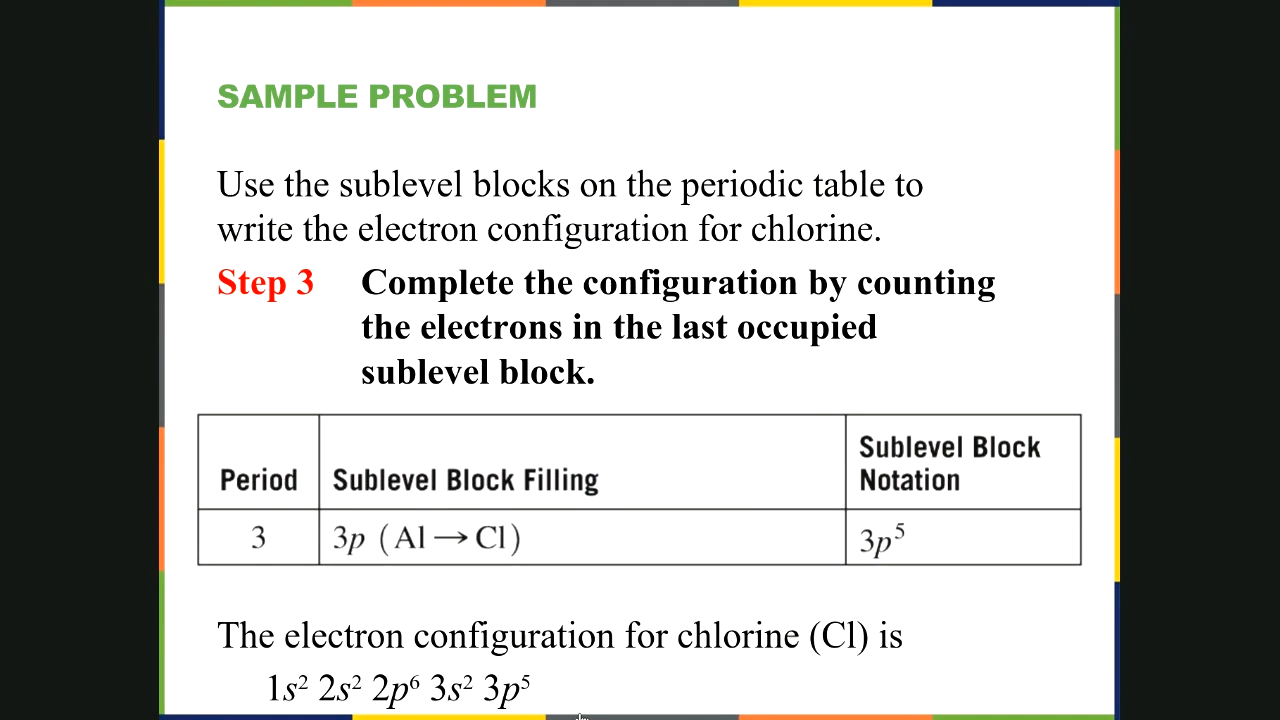 SAMPLE PROBLEM
Use the sublevel blocks on the periodic table to
write the electron configuration for chlorine.
Step 3 Complete the configuration by counting
the electrons in the last occupied
sublevel block.
Period Sublevel Block Filling Sublevel Block Notation
3 3p (Al → Cl) 3p⁵
The electron configuration for chlorine (Cl) is
1s² 2s² 2p⁶ 3s² 3p⁵